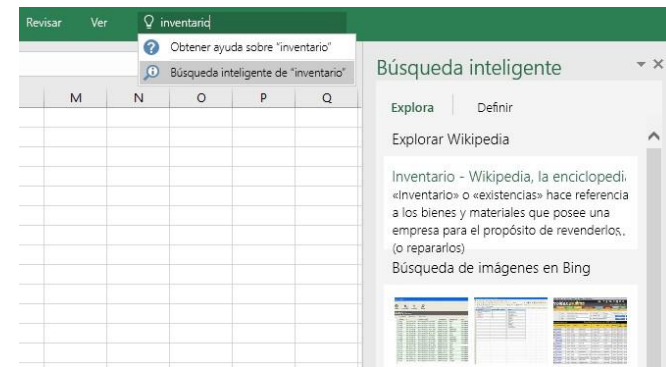 Revisar Ver inventario
Obtener ayuda sobre "inventario"
Búsqueda inteligente de "inventario"
M N O P Q
Búsqueda inteligente
Explora Definir
Explorar Wikipedia
Inventario - Wikipedia, la enciclopedi
«Inventario» o «existencias» hace referencia
a los bienes y materiales que posee una
empresa para el propósito de revenderlos,.
(o repararlos)
Búsqueda de imágenes en Bing